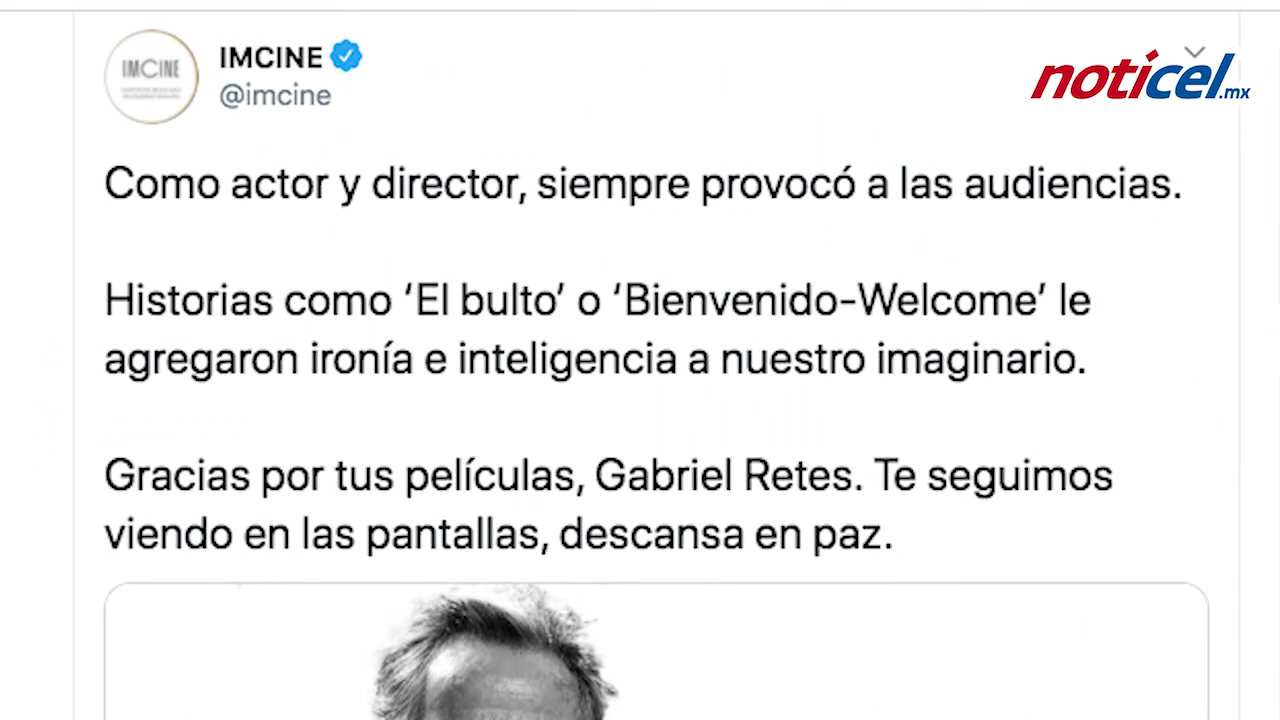 IMCINE
@imcine
noticel.mx
IMCINE
Como actor y director, siempre provocó a las audiencias.
Historias como ‘El bulto’ o ‘Bienvenido-Welcome’ le
agregaron ironía e inteligencia a nuestro imaginario.
Gracias por tus películas, Gabriel Retes. Te seguimos
viendo en las pantallas, descansa en paz.